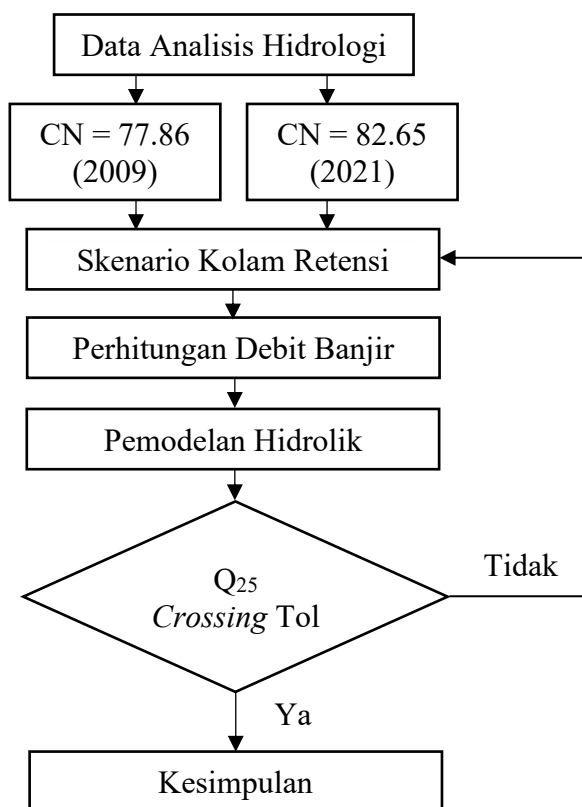 Data Analisis Hidrologi
CN = 77.86
(2009)
CN = 82.65
(2021)
Skenario Kolam Retensi
Perhitungan Debit Banjir
Pemodelan Hidrolik
Q₂₅
Crossing Tol
Tidak
Ya
Kesimpulan